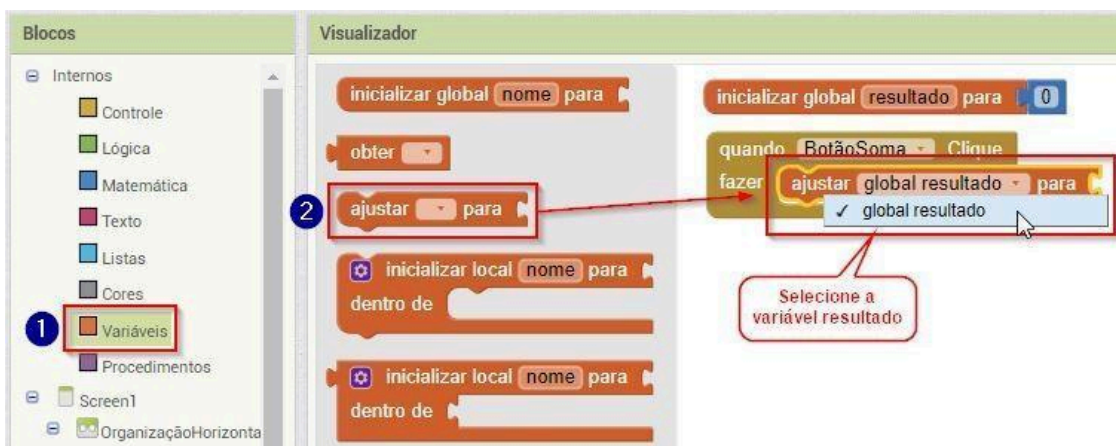 Blocos
Internos
Controle
Lógica
Matemática
Texto
Listas
Cores
1
Variáveis
Procedimentos
Screen1
OrganizaçãoHorizonta
Visualizador
inicializar global nome para
obter
2
ajustar para
inicializar local nome para
dentro de
inicializar local nome para
dentro de
inicializar global resultado para 0
quando BotãoSoma Clique
fazer ajustar global resultado para
✓ global resultado
Selecione a
variável resultado